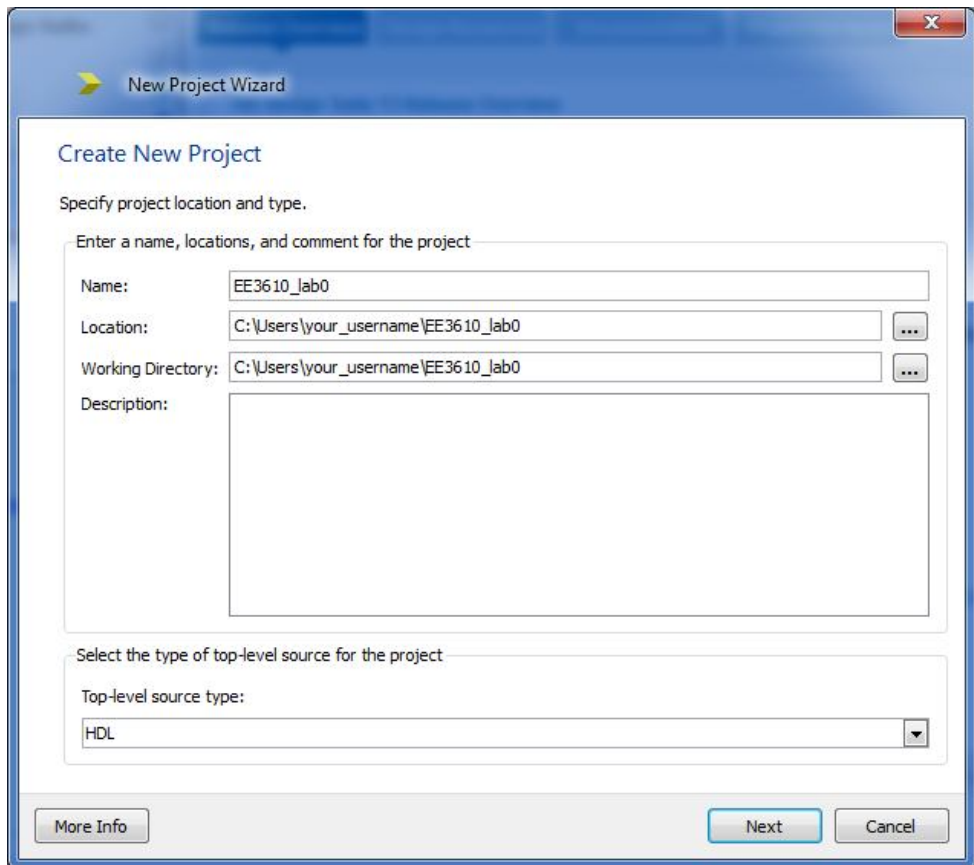 New Project Wizard
Create New Project
Specify project location and type.
Enter a name, locations, and comment for the project
Name: EE3610_lab0
Location: C:\Users\your_username\EE3610_lab0 ...
Working Directory: C:\Users\your_username\EE3610_lab0 ...
Description:
Select the type of top-level source for the project
Top-level source type:
HDL
More Info Next Cancel